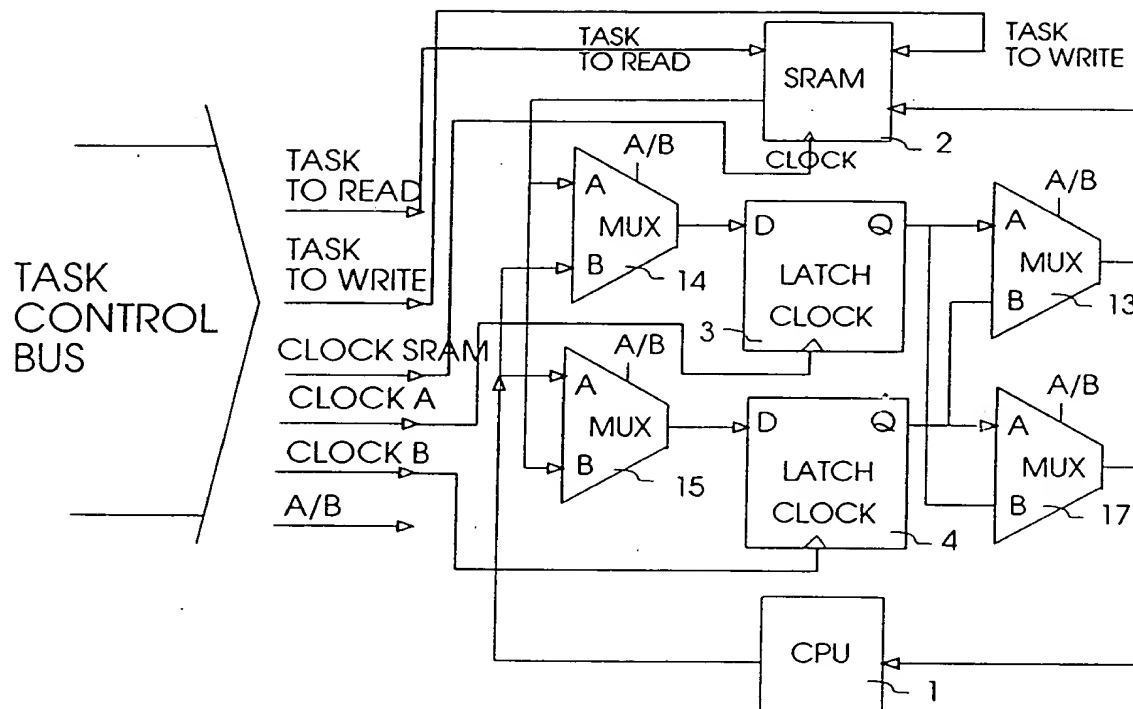 TASK
TO READ
TASK
TO WRITE
SRAM
2
CLOCK
A/B
A
MUX
B
14
TASK
TO READ
TASK
TO WRITE
TASK
CONTROL
BUS
CLOCK SRAM
CLOCK A
CLOCK B
A/B
D
Q
LATCH
CLOCK
3
A/B
A
MUX
B
13
A/B
A
MUX
B
15
D
Q
LATCH
CLOCK
4
A/B
A
MUX
B
17
CPU
1